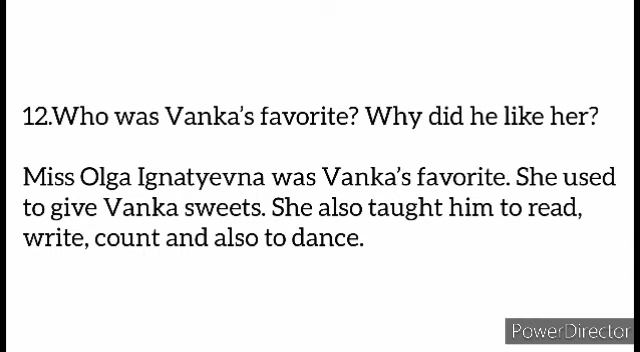 12.Who was Vanka's favorite? Why did he like her?
Miss Olga Ignatyevna was Vanka's favorite. She used
to give Vanka sweets. She also taught him to read,
write, count and also to dance.
PowerDirector